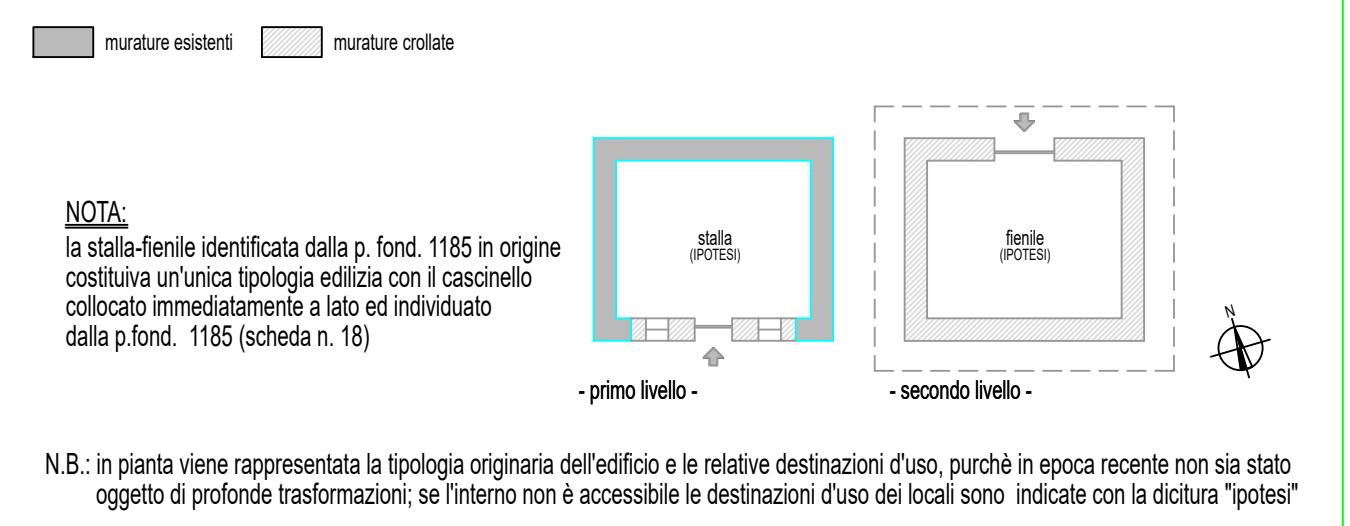 murature esistenti
murature crollate
NOTA:
la stalla-fienile identificata dalla p. fond. 1185 in origine
costituiva un'unica tipologia edilizia con il cascinello
collocato immediatamente a lato ed individuato
dalla p.fond. 1185 (scheda n. 18)
stalla
(IPOTESI)
fienile
(IPOTESI)
N
- primo livello -
- secondo livello -
N.B.: in pianta viene rappresentata la tipologia originaria dell'edificio e le relative destinazioni d'uso, purchè in epoca recente non sia stato
oggetto di profonde trasformazioni; se l'interno non è accessibile le destinazioni d'uso dei locali sono indicate con la dicitura "ipotesi"